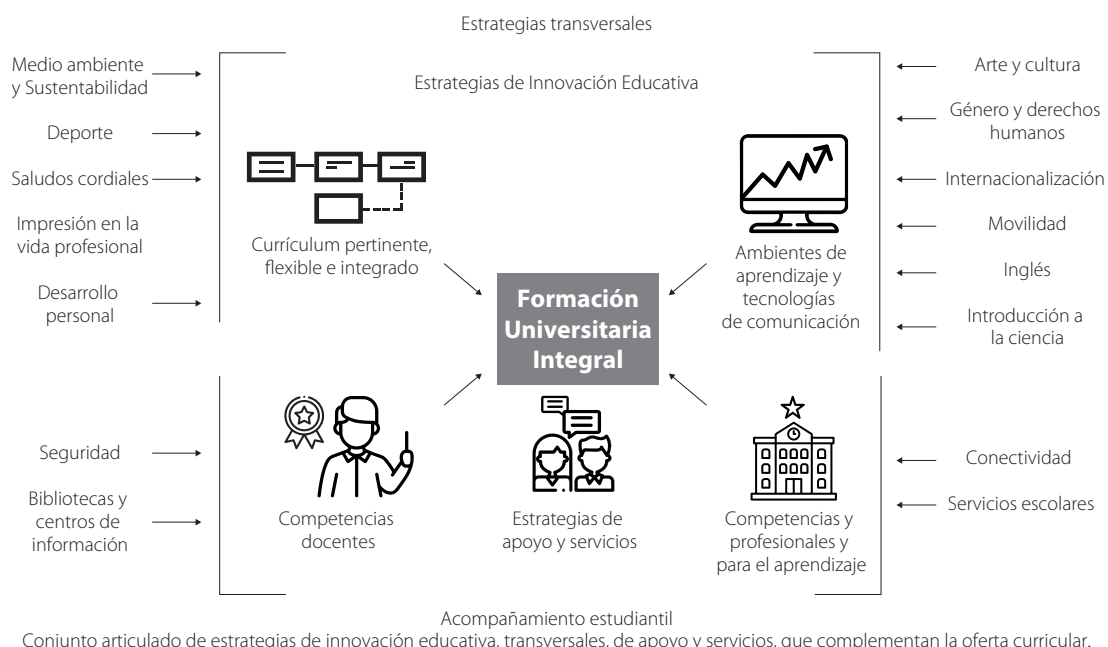 Estrategias transversales
Medio ambiente
y Sustentabilidad
Deporte
Saludos cordiales
Impresión en la
vida profesional
Desarrollo
personal
Estrategias de Innovación Educativa
Currículum pertinente,
flexible e integrado
Ambientes de
aprendizaje y
tecnologías
de comunicación
Formación
Universitaria
Integral
Arte y cultura
Género y derechos
humanos
Internacionalización
Movilidad
Inglés
Introducción a
la ciencia
Seguridad
Bibliotecas y
centros de
información
Competencias
docentes
Estrategias de
apoyo y servicios
Competencias y
profesionales y
para el aprendizaje
Conectividad
Servicios escolares
Acompañamiento estudiantil
Conjunto articulado de estrategias de innovación educativa, transversales, de apoyo y servicios, que complementan la oferta curricular.